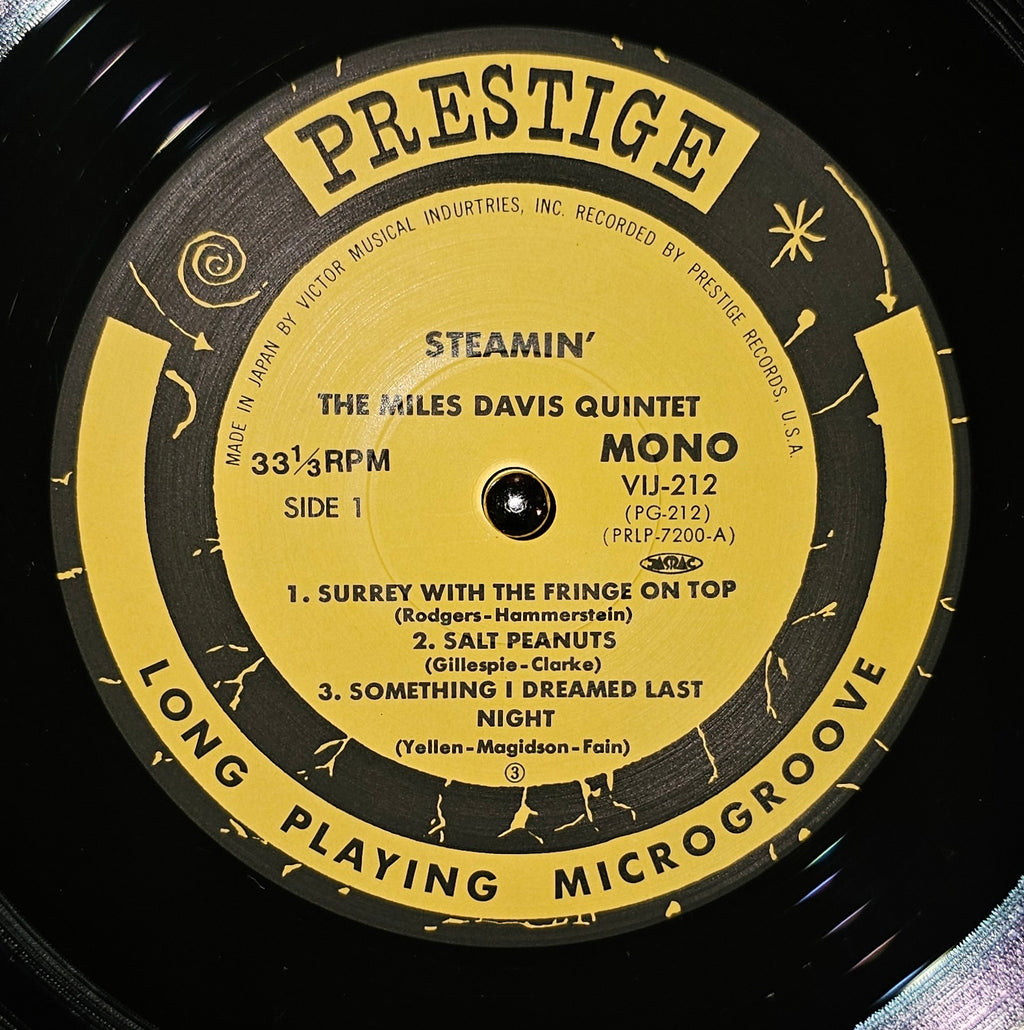 PRESTIGE
MADE IN JAPAN BY VICTOR MUSICAL INDURTRIES, INC. RECORDED BY PRESTIGE RECORDS, U.S.A.
STEAMIN'
THE MILES DAVIS QUINTET
33⅓RPM
MONO
SIDE 1
VIJ-212
(PG-212)
(PRLP-7200-A)
JASRAC
1. SURREY WITH THE FRINGE ON TOP
(Rodgers-Hammerstein)
2. SALT PEANUTS
(Gillespie-Clarke)
3. SOMETHING I DREAMED LAST
NIGHT
(Yellen-Magidson-Fain)
③
LONG PLAYING MICROGROOVE